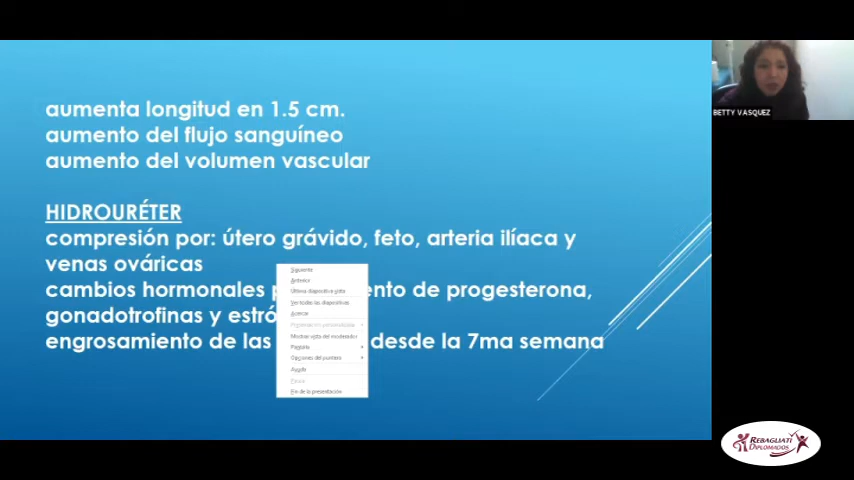 aumenta longitud en 1.5 cm.
aumento del flujo sanguíneo
aumento del volumen vascular
HIDROURÉTER
compresión por: útero grávido, feto, arteria ilíaca y
venas ováricas
cambios hormonales ento de progesterona,
gonadotrofinas y estró
engrosamiento de las desde la 7ma semana
Siguiente
Anterior
Última diapositiva vista
Ver todas las diapositivas
Acercar
Presentación personalizada
Mostrar vista del moderador
Pantalla
Opciones del puntero
Ayuda
Pausa
Fin de la presentación
BETTY VASQUEZ
REBAGLIATI
DIPLOMADOS